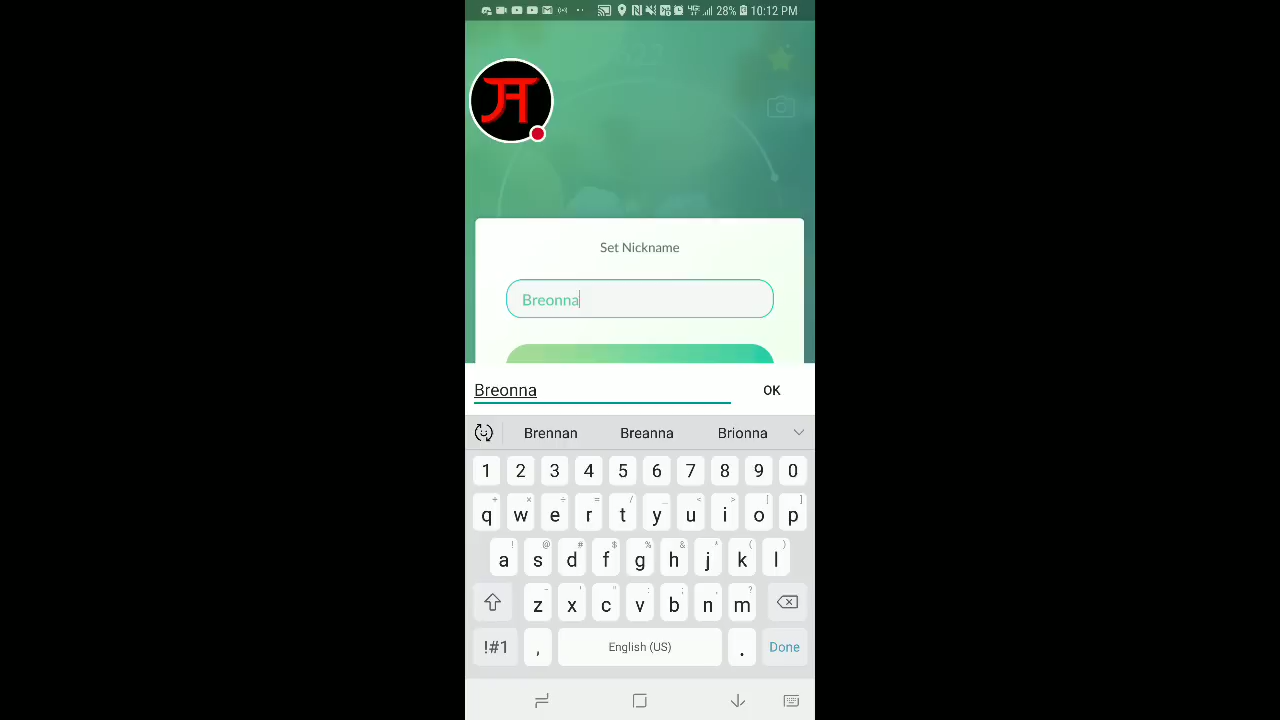 28% 10:12 PM
Set Nickname
Breonna
Breonna OK
Brennan Breanna Brionna
1 2 3 4 5 6 7 8 9 0
q w e r t y u i o p
a s d f g h j k l
z x c v b n m
!#1 , English (US) . Done